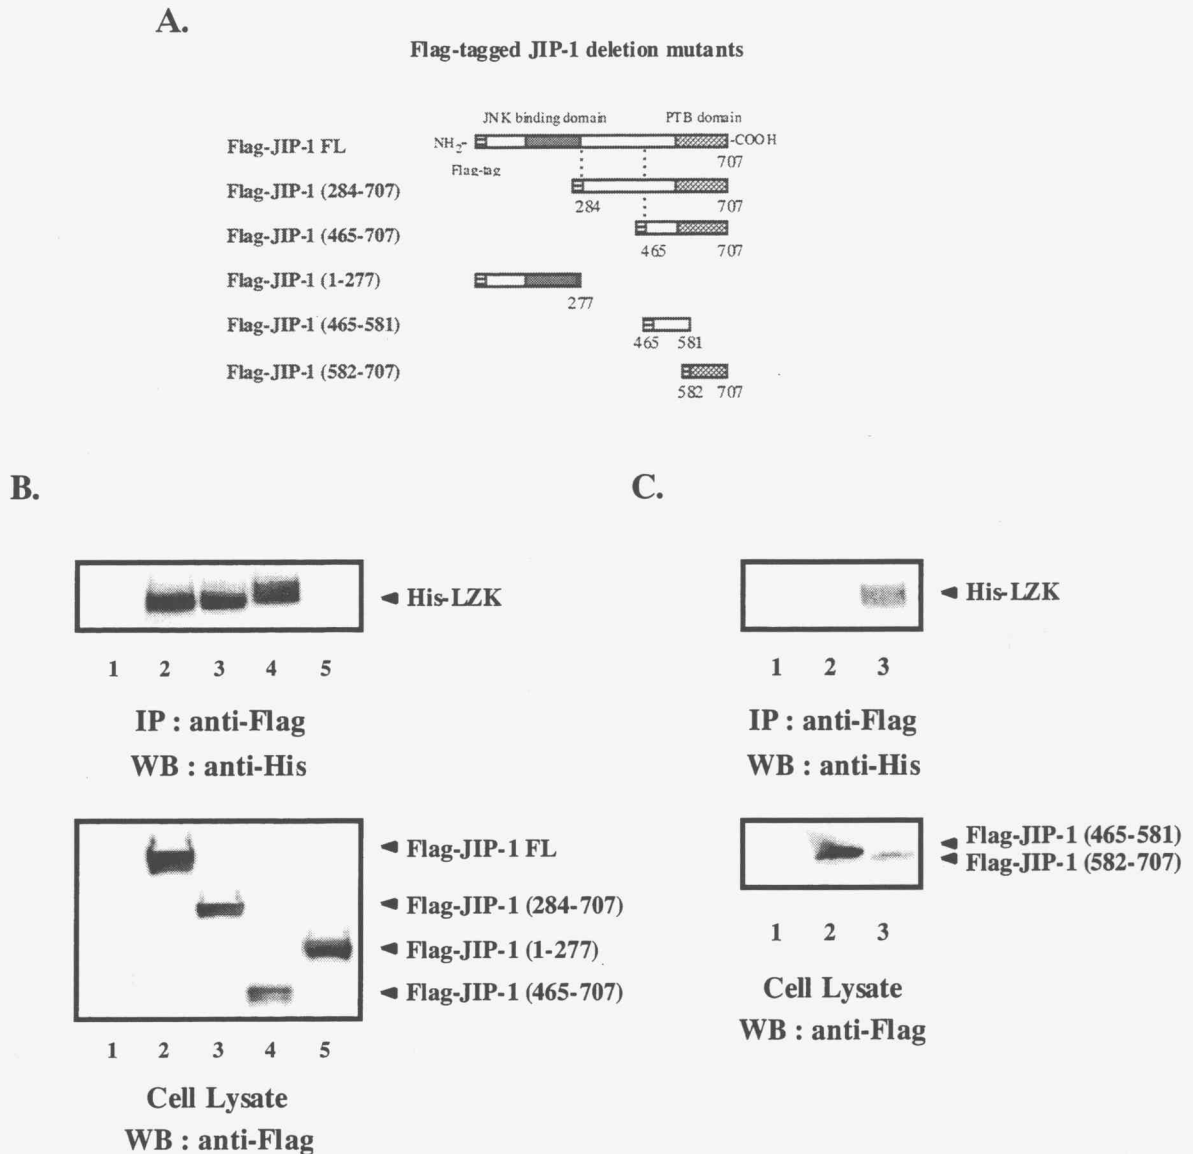 A.
Flag-tagged JIP-1 deletion mutants
JNK binding domain PTB domain
Flag-JIP-1 FL NH2- -COOH
Flag-tag 707
Flag-JIP-1 (284-707)
284 707
Flag-JIP-1 (465-707)
465 707
Flag-JIP-1 (1-277)
277
Flag-JIP-1 (465-581)
465 581
Flag-JIP-1 (582-707)
582 707
B.
His-LZK
1 2 3 4 5
IP : anti-Flag
WB : anti-His
Flag-JIP-1 FL
Flag-JIP-1 (284-707)
Flag-JIP-1 (1-277)
Flag-JIP-1 (465-707)
1 2 3 4 5
Cell Lysate
WB : anti-Flag
C.
His-LZK
1 2 3
IP : anti-Flag
WB : anti-His
Flag-JIP-1 (465-581)
Flag-JIP-1 (582-707)
1 2 3
Cell Lysate
WB : anti-Flag